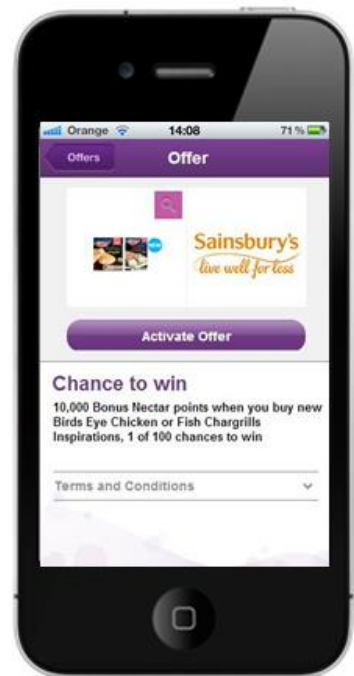 Orange 14:08 71%
Offers Offer
NEW
Sainsbury's
live well for less
Activate Offer
Chance to win
10,000 Bonus Nectar points when you buy new
Birds Eye Chicken or Fish Chargrills
Inspirations, 1 of 100 chances to win
Terms and Conditions